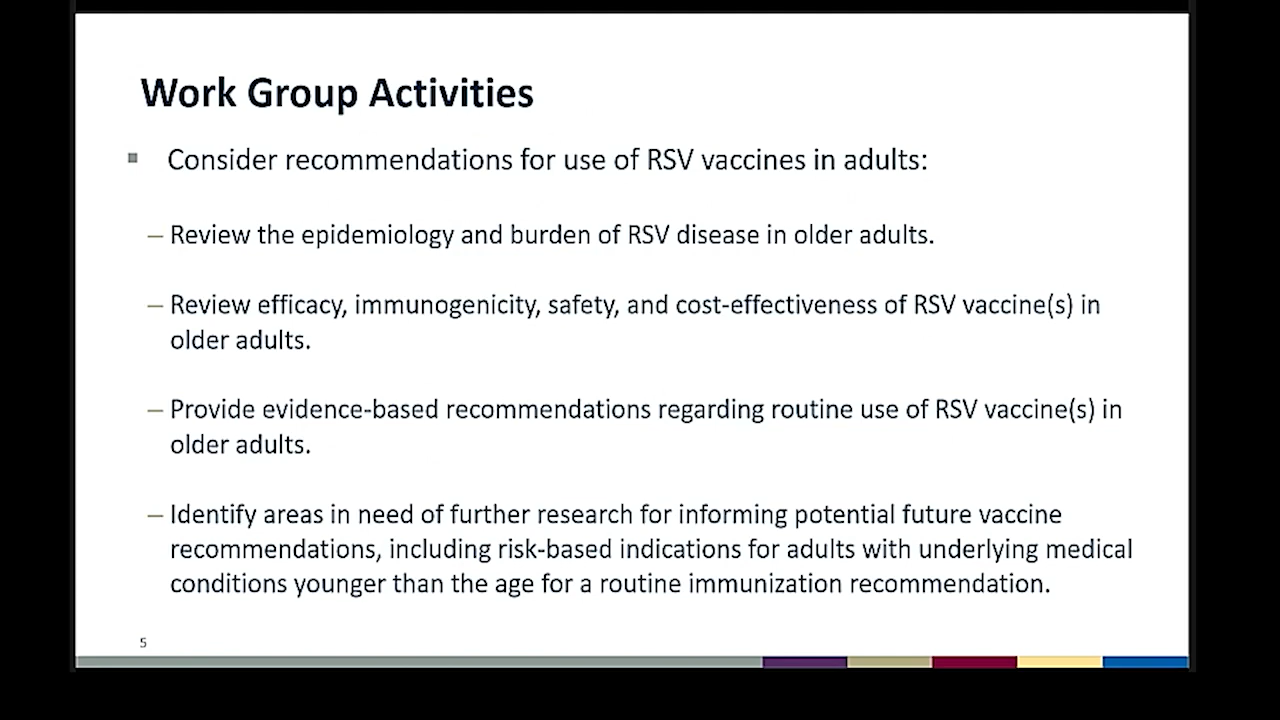 Work Group Activities
▪ Consider recommendations for use of RSV vaccines in adults:
– Review the epidemiology and burden of RSV disease in older adults.
– Review efficacy, immunogenicity, safety, and cost-effectiveness of RSV vaccine(s) in
older adults.
– Provide evidence-based recommendations regarding routine use of RSV vaccine(s) in
older adults.
– Identify areas in need of further research for informing potential future vaccine
recommendations, including risk-based indications for adults with underlying medical
conditions younger than the age for a routine immunization recommendation.
5